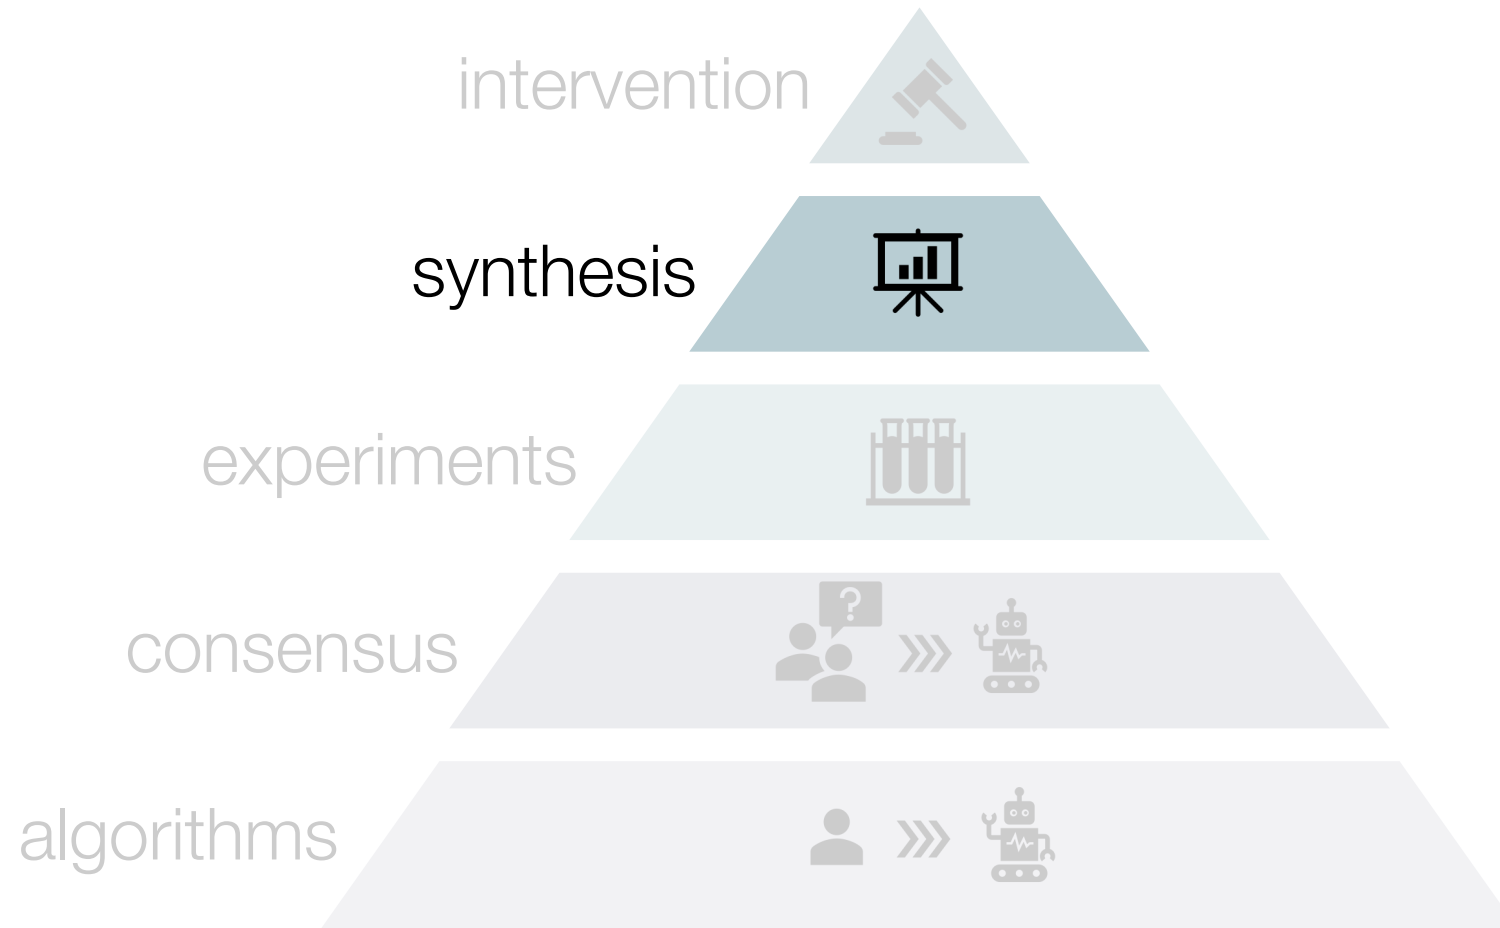 intervention
synthesis
experiments
?
consensus
algorithms